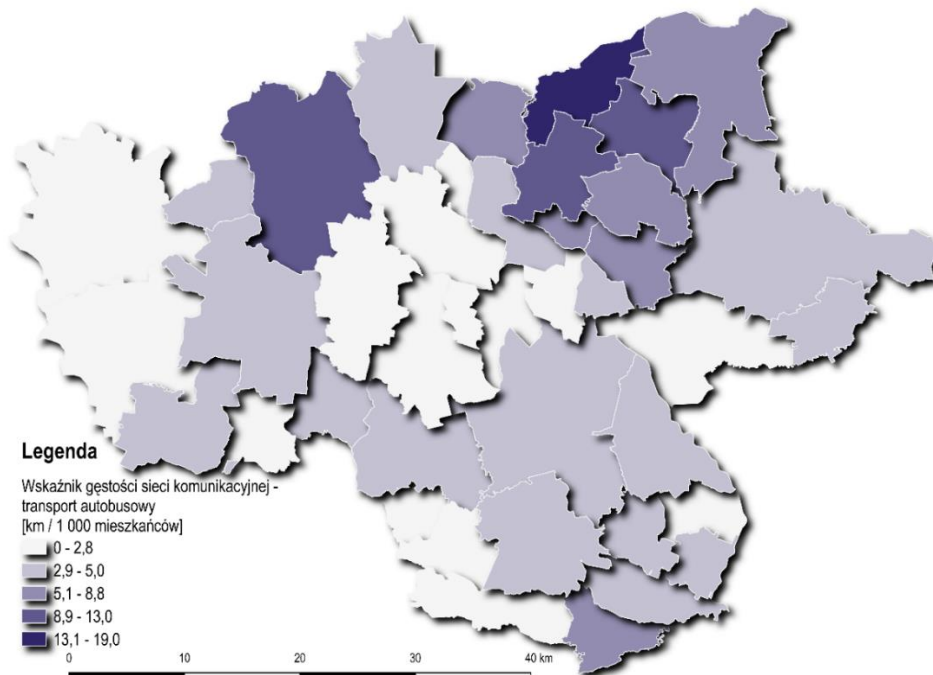 Legenda
Wskaźnik gęstości sieci komunikacyjnej -
transport autobusowy
[km / 1 000 mieszkańców]
0 - 2,8
2,9 - 5,0
5,1 - 8,8
8,9 - 13,0
13,1 - 19,0
0 10 20 30 40 km